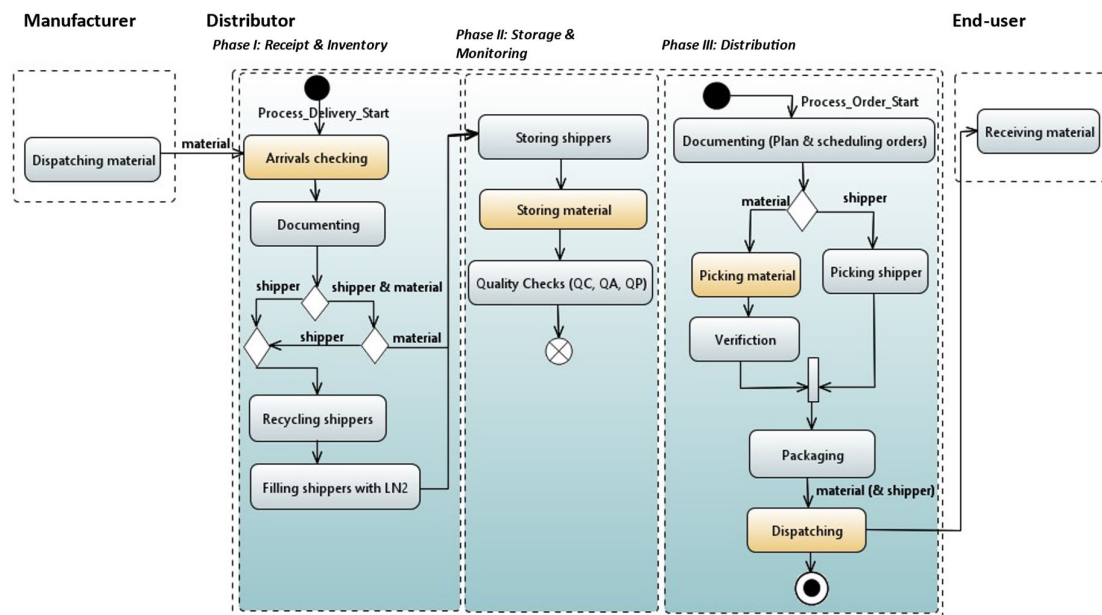 Manufacturer
Distributor
End-user
Phase I: Receipt & Inventory
Phase II: Storage &
Monitoring
Phase III: Distribution
Dispatching material
material
Process_Delivery_Start
Arrivals checking
Documenting
shipper
shipper & material
shipper
material
Recycling shippers
Filling shippers with LN2
Storing shippers
Storing material
Quality Checks (QC, QA, QP)
Process_Order_Start
Documenting (Plan & scheduling orders)
material
shipper
Picking material
Picking shipper
Verifiction
Packaging
material (& shipper)
Dispatching
Receiving material